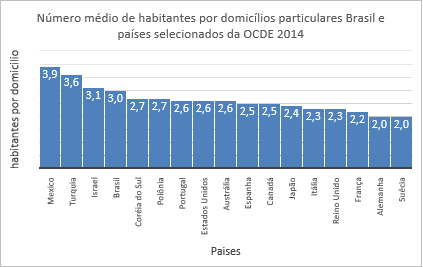 Número médio de habitantes por domicílios particulares Brasil e
países selecionados da OCDE 2014
habitantes por domicilio
3,9
3,6
3,1
3,0
2,7
2,7
2,6
2,6
2,6
2,5
2,5
2,4
2,3
2,3
2,2
2,0
2,0
Mexico
Turquia
Israel
Brasil
Coréia do Sul
Polônia
Portugal
Estados Unidos
Austrália
Espanha
Canadá
Japão
Itália
Reino Unido
França
Alemanha
Suécia
Paises